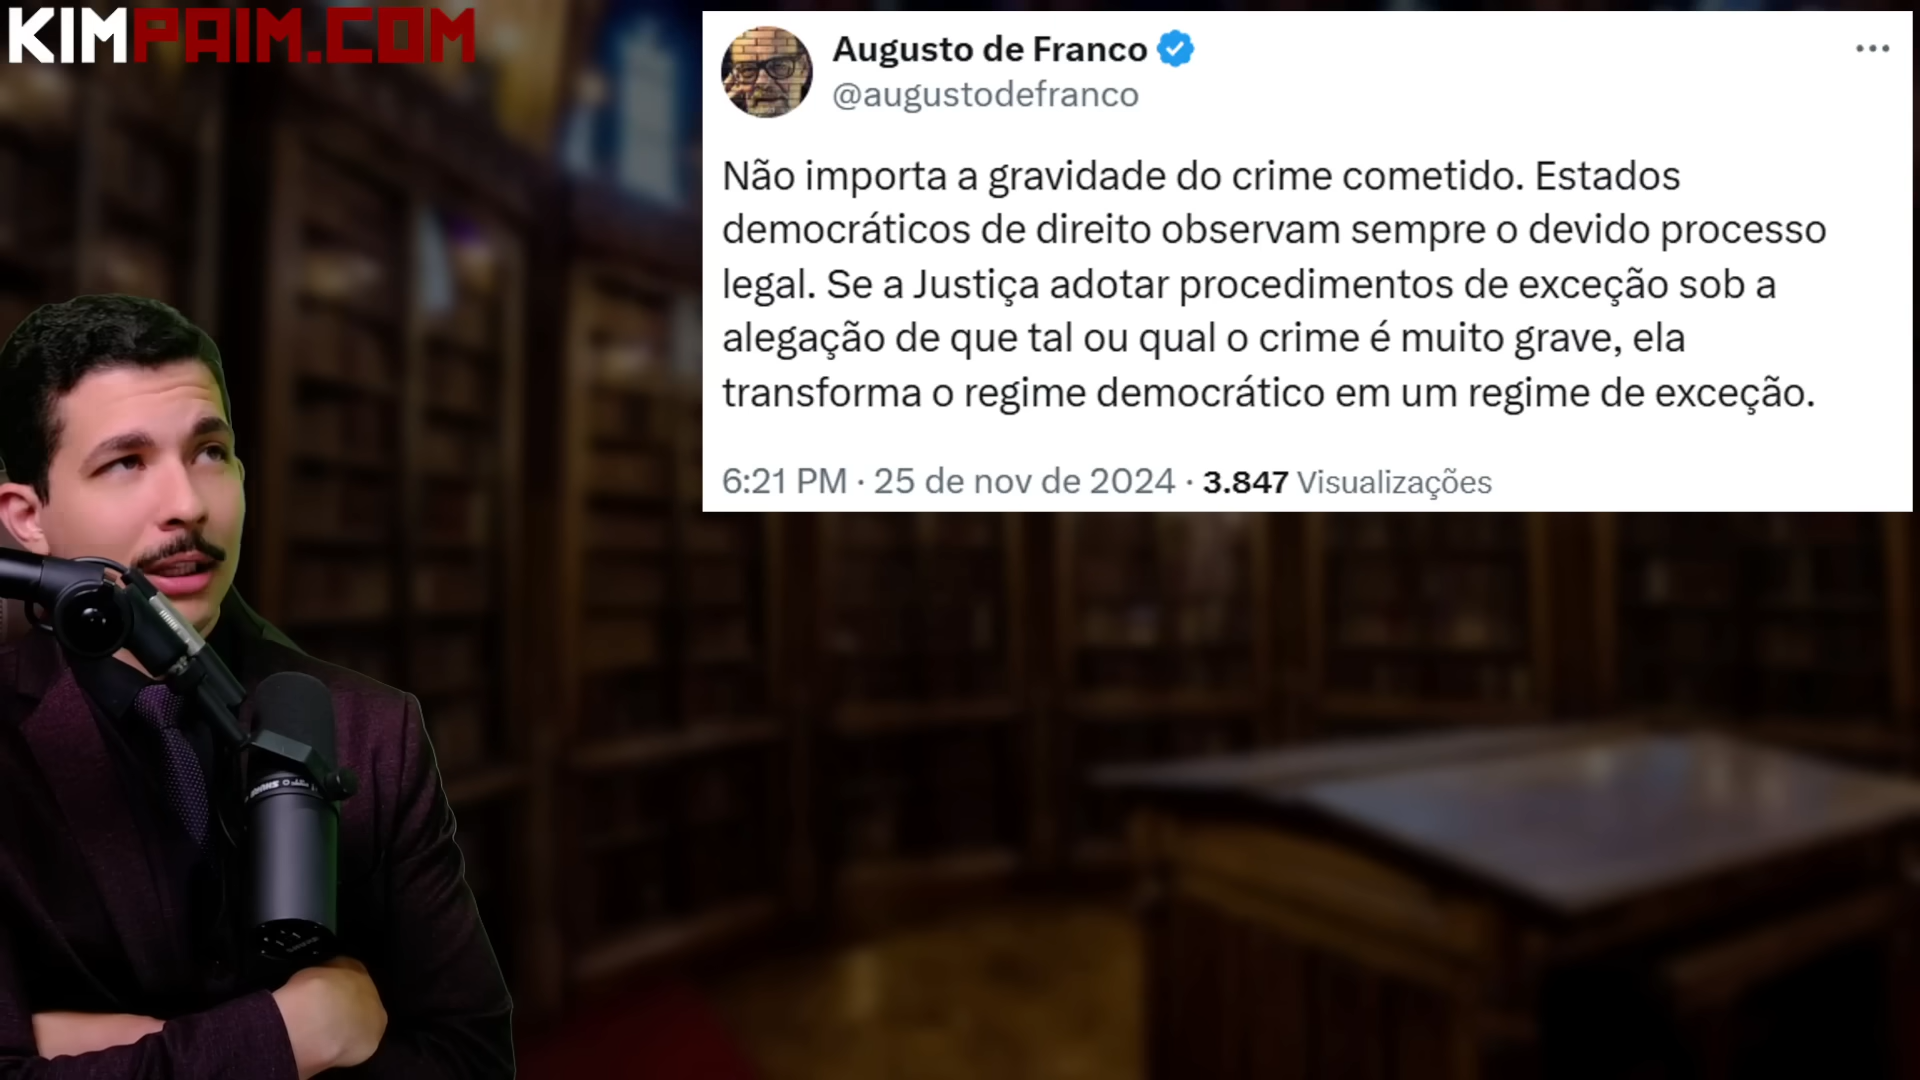 KIMPAIM.COM
Augusto de Franco
@augustodefranco
Não importa a gravidade do crime cometido. Estados
democráticos de direito observam sempre o devido processo
legal. Se a Justiça adotar procedimentos de exceção sob a
alegação de que tal ou qual o crime é muito grave, ela
transforma o regime democrático em um regime de exceção.
6:21 PM · 25 de nov de 2024 · 3.847 Visualizações